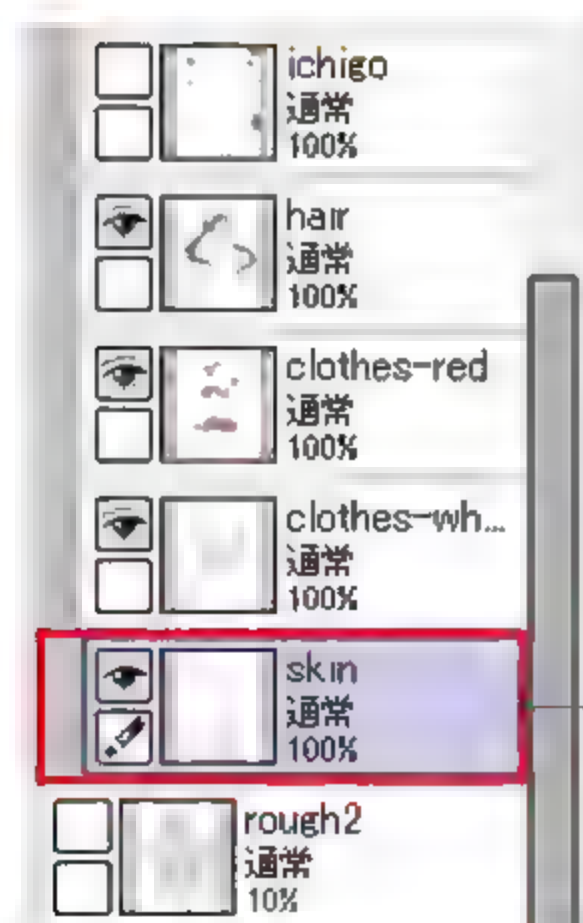 ichigo
通常
100%
hair
通常
100%
clothes-red
通常
100%
clothes-wh...
通常
100%
skin
通常
100%
rough2
通常
10%